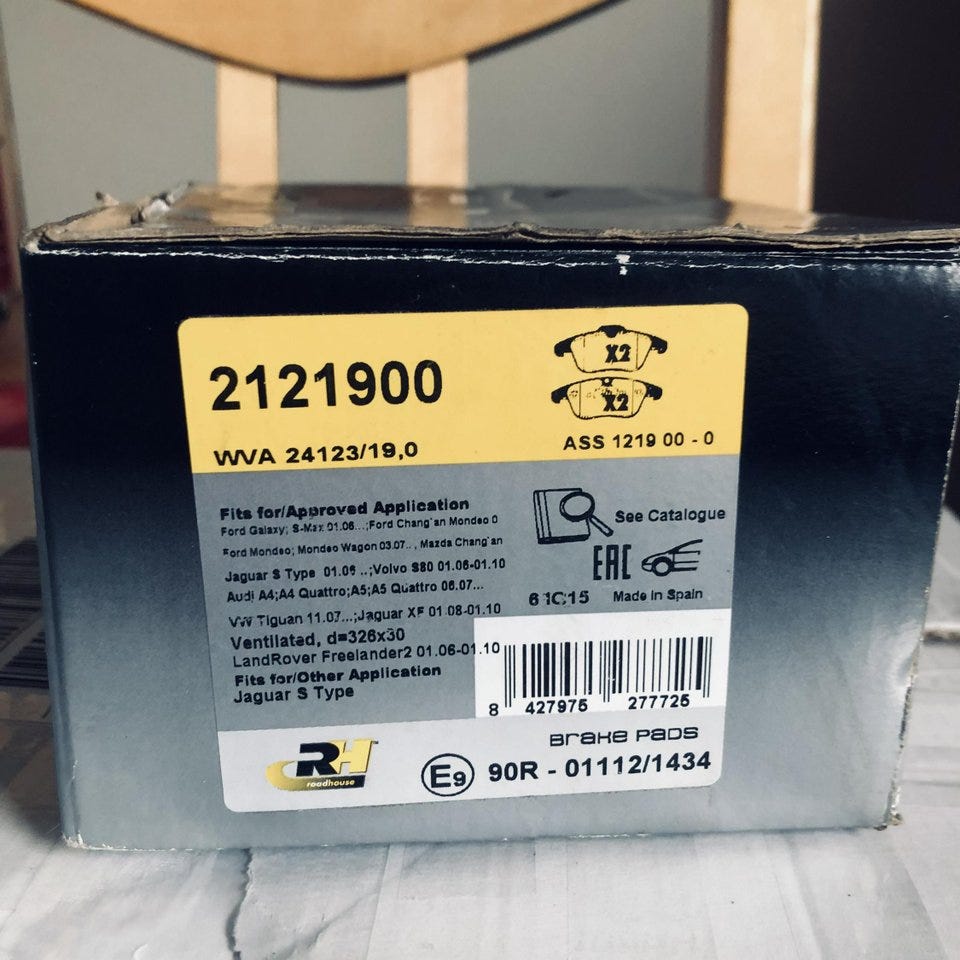 2121900
X2
X2
WVA 24123/19,0
ASS 1219 00 - 0
Fits for/Approved Application
Ford Galaxy; S-Max 01.06...;Ford Chang`an Mondeo 0
Ford Mondeo; Mondeo Wagon 03.07.., Mazda Chang`an
Jaguar S Type 01.06 ..;Volvo S80 01.06-01.10
Audi A4;A4 Quattro;A5;A5 Quattro 06.07...
VW Tiguan 11.07...;Jaguar XF 01.08-01.10
Ventilated, d=326x30
LandRover Freelander2 01.06-01.10
Fits for/Other Application
Jaguar S Type
See Catalogue
EAC
61C15 Made in Spain
8 427975 277725
RH
roadhouse
Brake Pads
E9 90R - 01112/1434